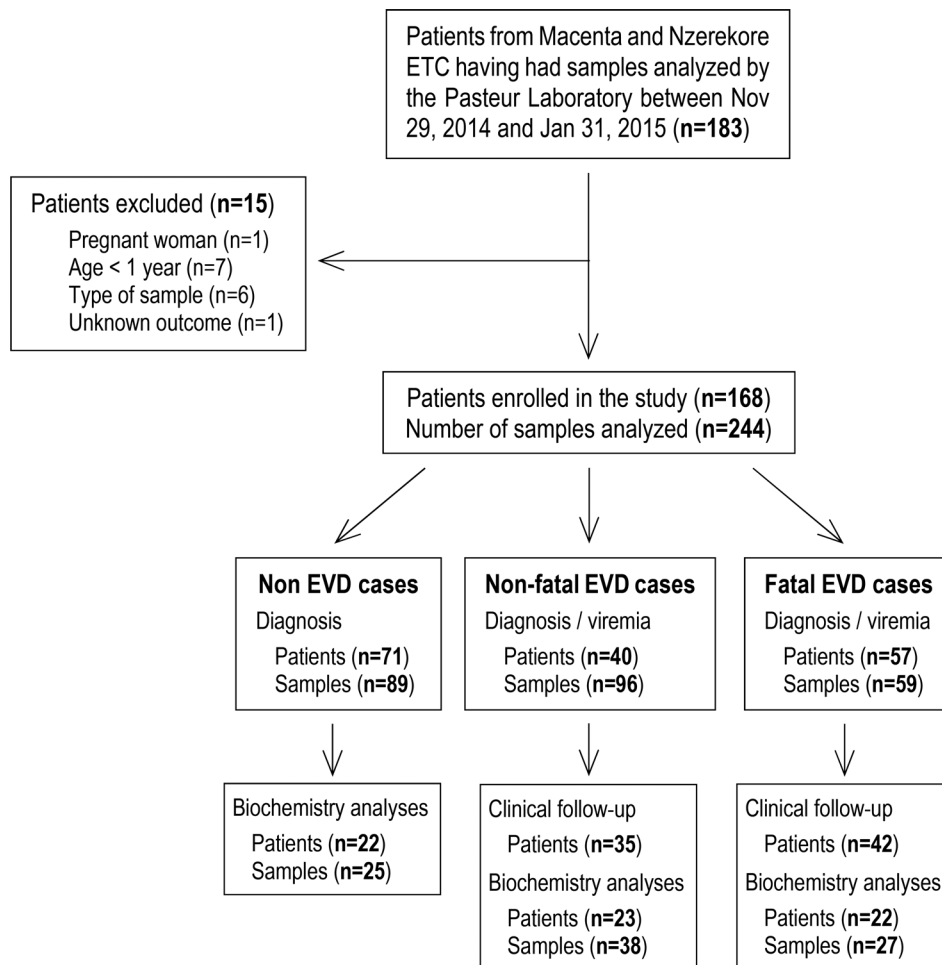 Patients from Macenta and Nzerekore
ETC having had samples analyzed by
the Pasteur Laboratory between Nov
29, 2014 and Jan 31, 2015 (n=183)
Patients excluded (n=15)
Pregnant woman (n=1)
Age < 1 year (n=7)
Type of sample (n=6)
Unknown outcome (n=1)
Patients enrolled in the study (n=168)
Number of samples analyzed (n=244)
Non EVD cases
Diagnosis
Patients (n=71)
Samples (n=89)
Non-fatal EVD cases
Diagnosis / viremia
Patients (n=40)
Samples (n=96)
Fatal EVD cases
Diagnosis / viremia
Patients (n=57)
Samples (n=59)
Biochemistry analyses
Patients (n=22)
Samples (n=25)
Clinical follow-up
Patients (n=35)
Biochemistry analyses
Patients (n=23)
Samples (n=38)
Clinical follow-up
Patients (n=42)
Biochemistry analyses
Patients (n=22)
Samples (n=27)